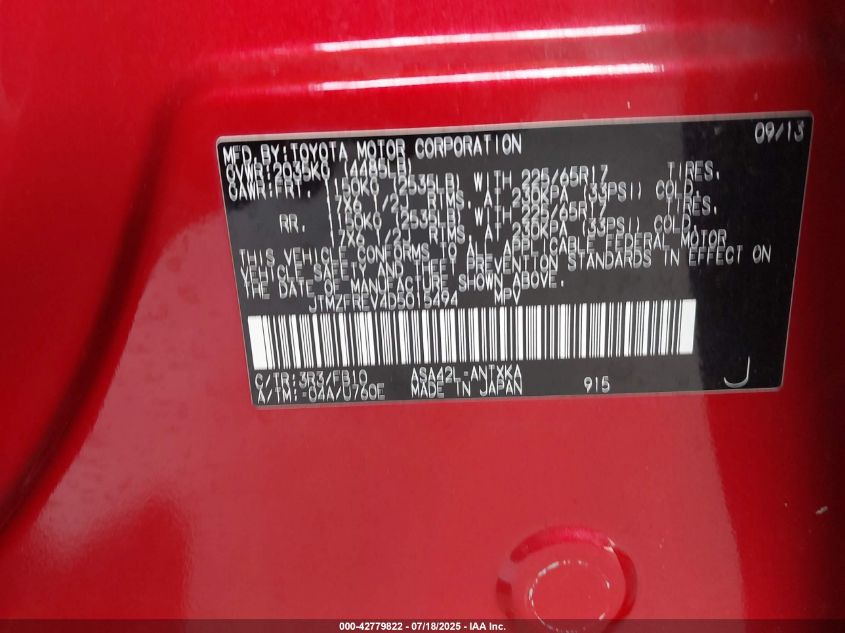 09/13
MFD.BY:TOYOTA MOTOR CORPORATION
GVWR:2035KG (4485LB)
GAWR:FRT. 1150KG (2535LB) WITH 225/65R17 TIRES.
17X6 1/2J RIMS. AT 230KPA (33PSI) COLD.
RR. 1150KG (2535LB) WITH 225/65R17 TIRES.
17X6 1/2J RIMS. AT 230KPA (33PSI) COLD.
THIS VEHICLE CONFORMS TO ALL APPLICABLE FEDERAL MOTOR
VEHICLE SAFETY AND THEFT PREVENTION STANDARDS IN EFFECT ON
THE DATE OF MANUFACTURE SHOWN ABOVE.
JTMZFREV4D5015494 MPV
C/TR:3R3/FB10 ASA42L-ANTXKA
A/TM:-04A/U760E MADE IN JAPAN 915
J
000-42779822 - 07/18/2025 - IAA Inc.